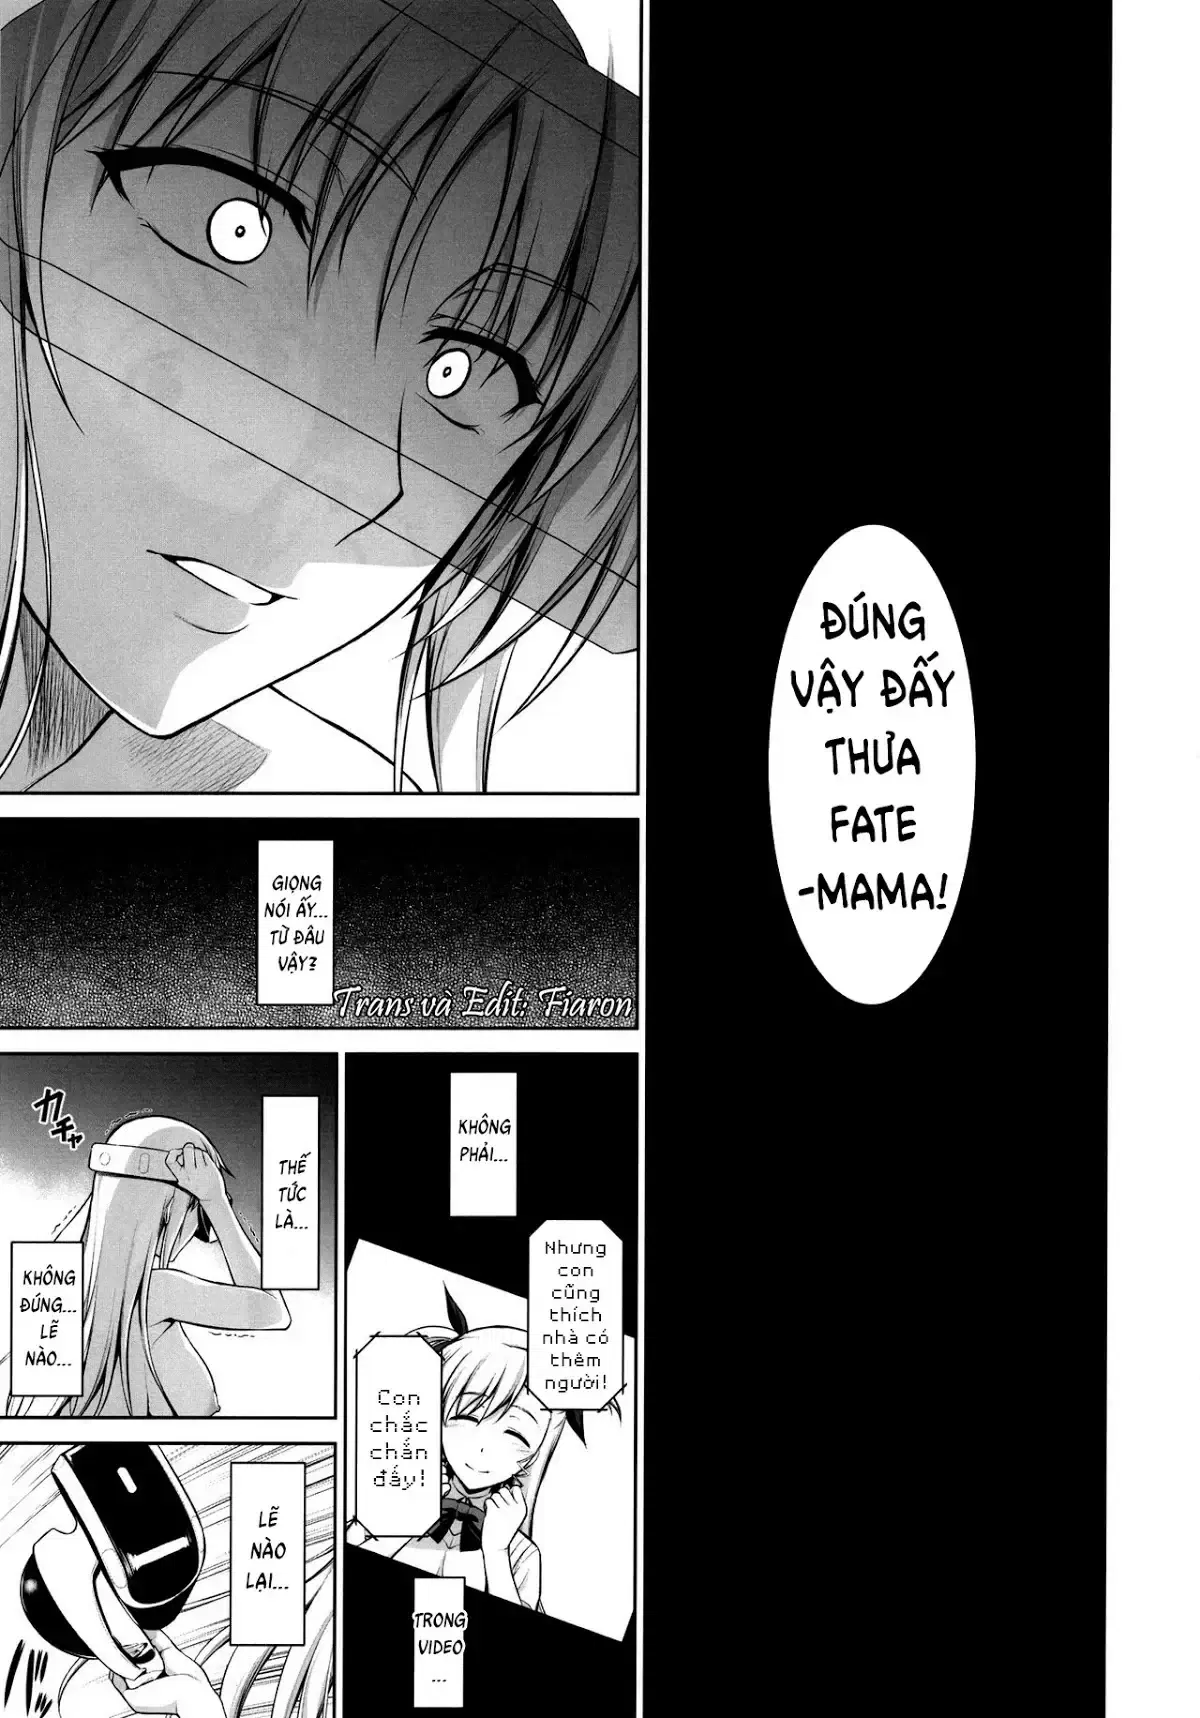 ĐÚNG
VẬY ĐẤY
THƯA
FATE
-MAMA!
GIỌNG
NÓI ẤY...
TỪ ĐÂU
VẬY?
Trans và Edit: Fiaron
KHÔNG
PHẢI...
Nhưng
con
cũng
thích
nhà có
thêm
người!
Con
chắc
chắn
đấy!
TRONG
VIDEO
...
THẾ
TỨC
LÀ...
ガチャ
KHÔNG
ĐÚNG...
LẼ
NÀO...
LẼ
NÀO
LẠI...